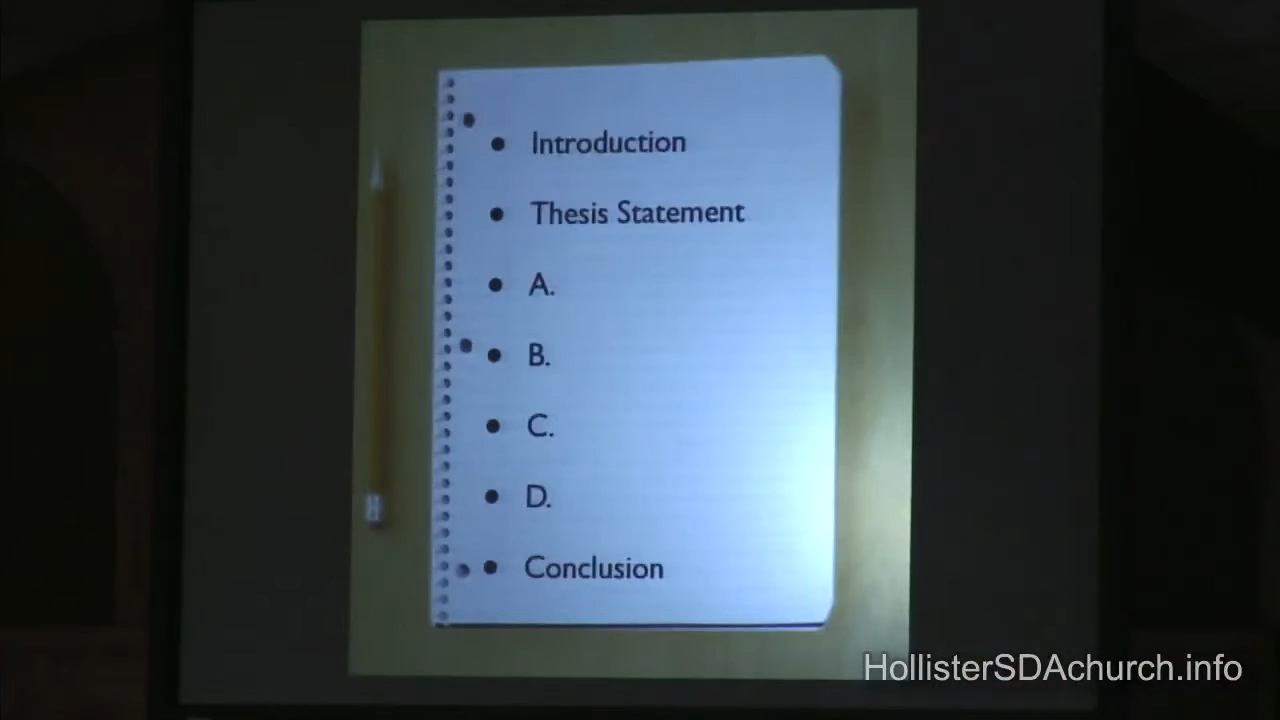 • Introduction
• Thesis Statement
• A.
• B.
• C.
• D.
• Conclusion
HollisterSDAchurch.info